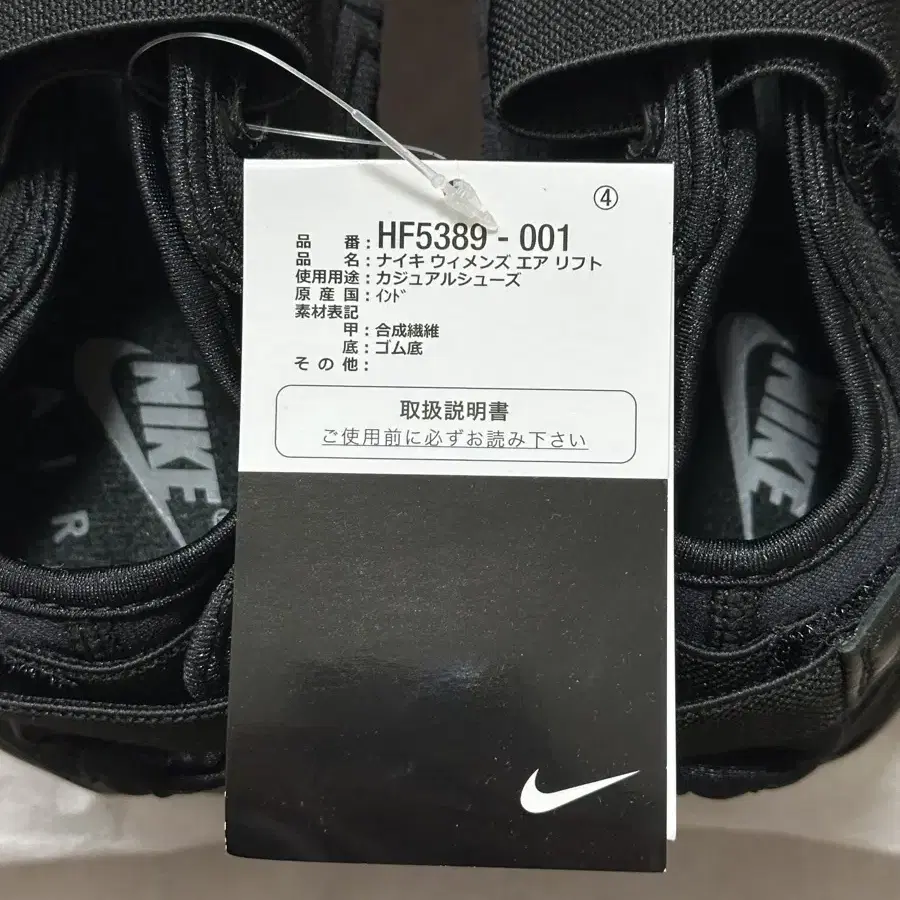 ④
品 番 : HF5389 - 001
品 名 : ナイキ ウィメンズ エア リフト
使用用途 : カジュアルシューズ
原 産 国 : ｲﾝﾄﾞ
素材表記
甲 : 合成繊維
底 : ゴム底
そ の 他 :
取扱説明書
ご使用前に必ずお読み下さい
NIKE
AIR
NIKE